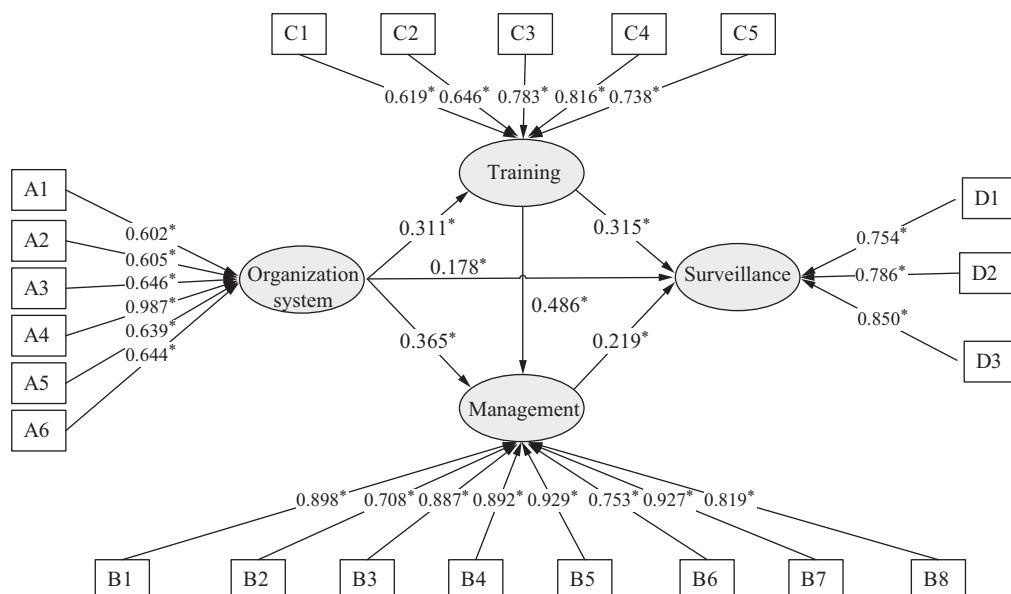 C1 C2 C3 C4 C5
0.619* 0.646* 0.783* 0.816* 0.738*
Training
A1
A2
A3
A4
A5
A6
0.602*
0.605*
0.646*
0.987*
0.639*
0.644*
Organization
system
0.311*
0.315*
0.178*
0.486*
0.365*
0.219*
Surveillance
D1
D2
D3
0.754*
0.786*
0.850*
Management
0.898* 0.708* 0.887* 0.892* 0.929* 0.753* 0.927* 0.819*
B1 B2 B3 B4 B5 B6 B7 B8